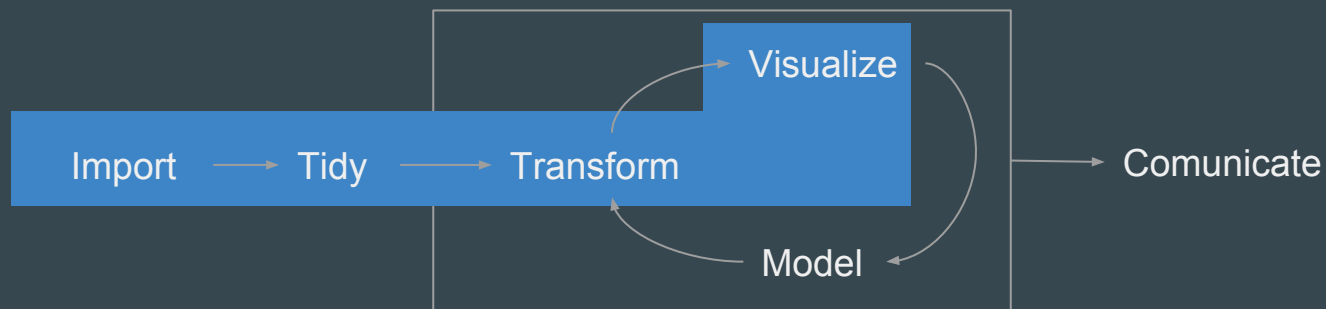 Visualize
Import
Tidy
Transform
Comunicate
Model